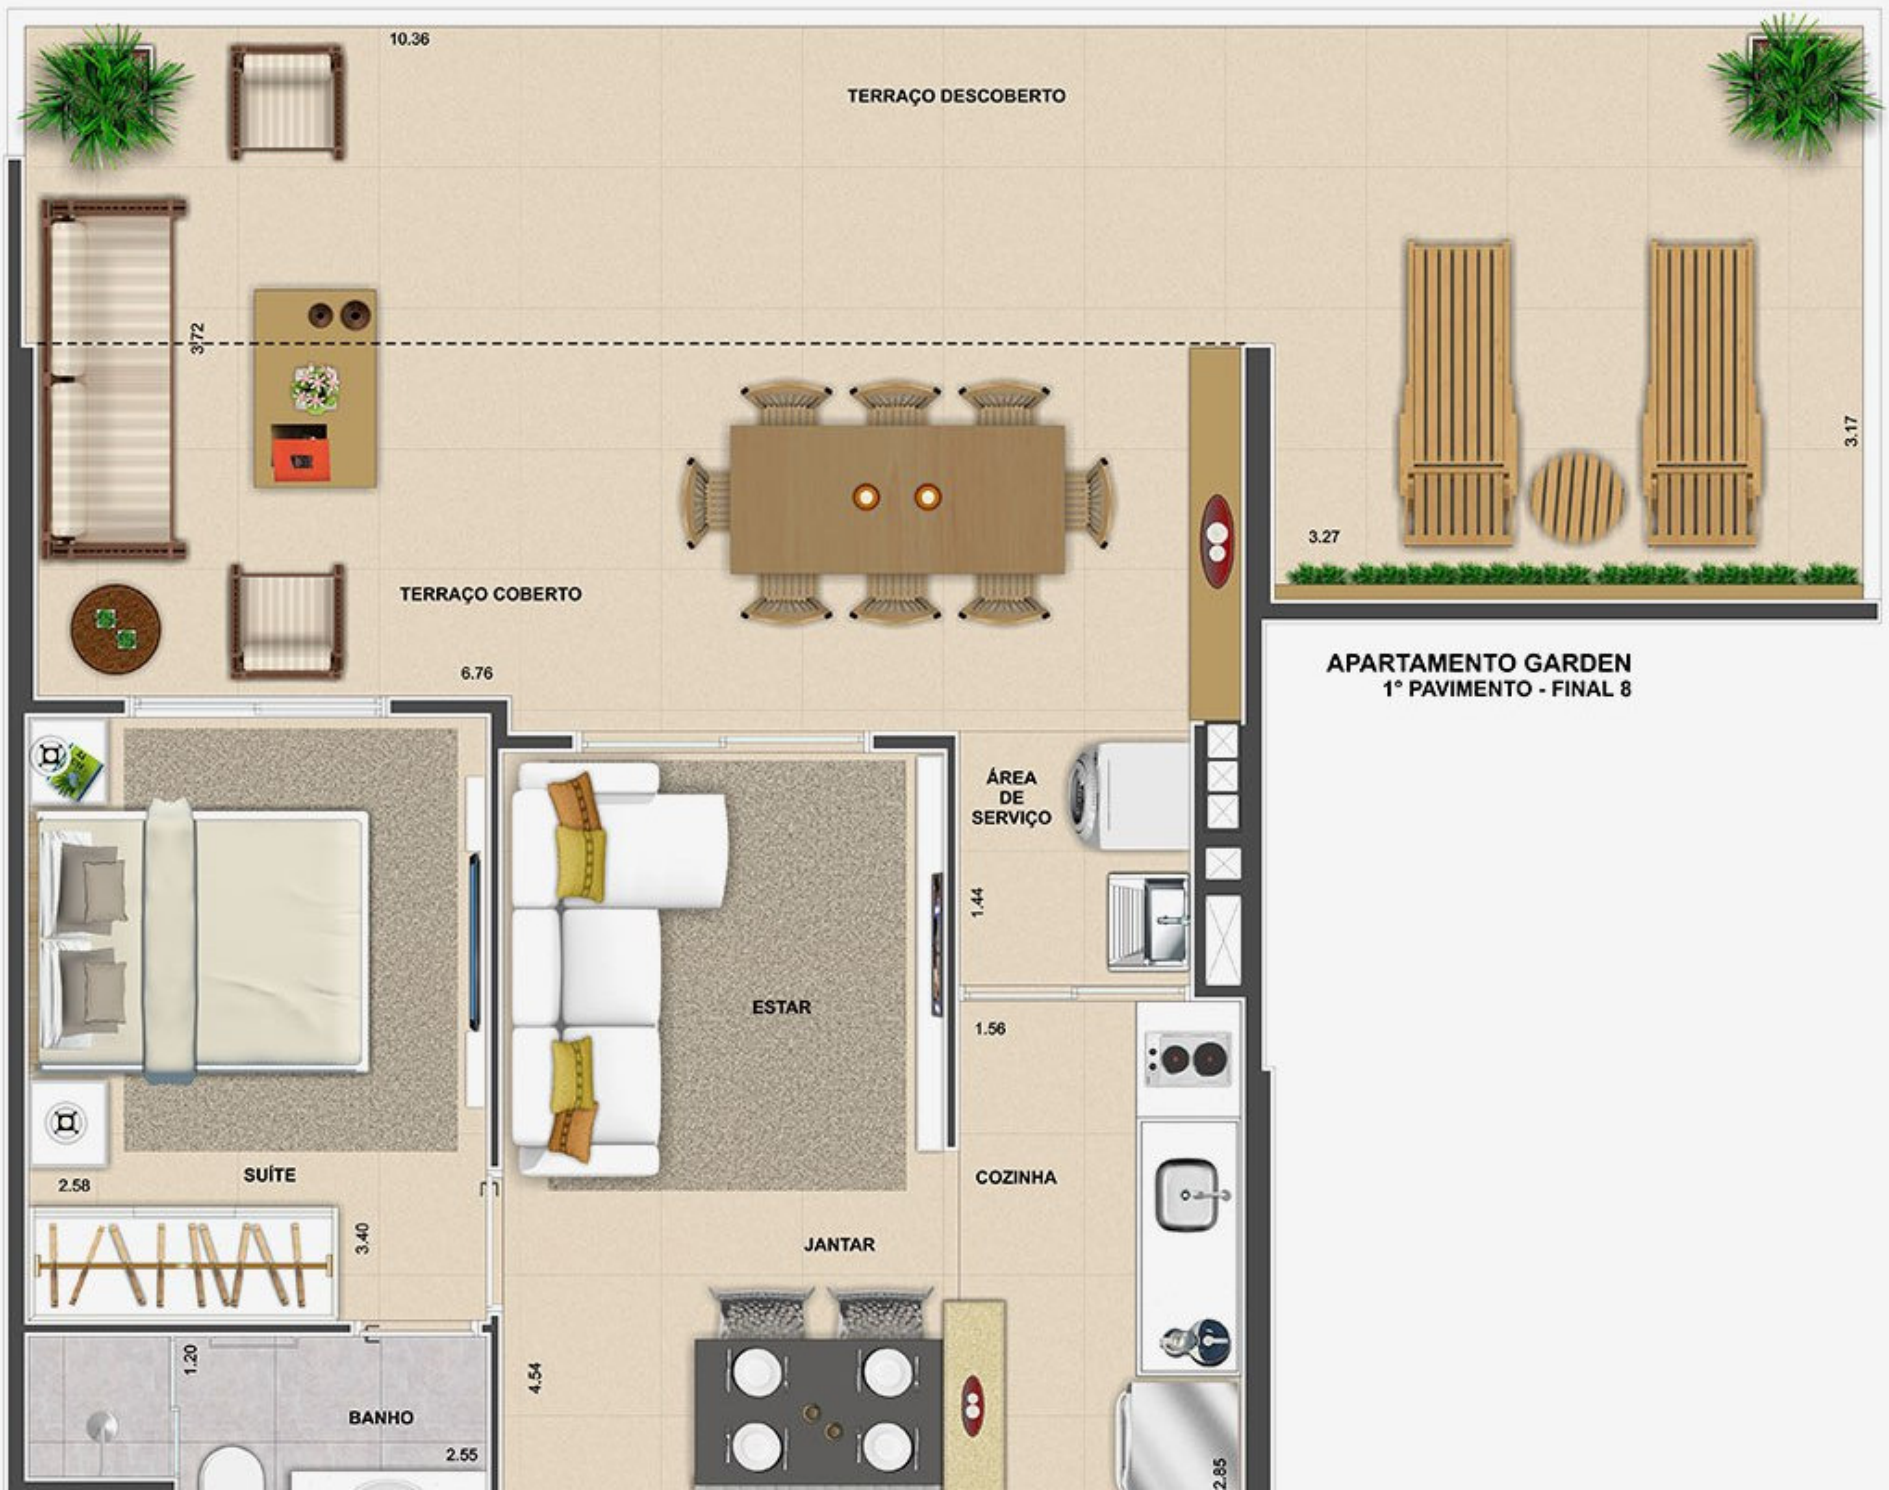 10.36
TERRAÇO DESCOBERTO
3.72
3.17
3.27
TERRAÇO COBERTO
6.76
APARTAMENTO GARDEN
1° PAVIMENTO - FINAL 8
ÁREA
DE
SERVIÇO
1.44
ESTAR
1.56
SUÍTE
2.58
COZINHA
3.40
JANTAR
1.20
4.54
BANHO
2.55
2.85